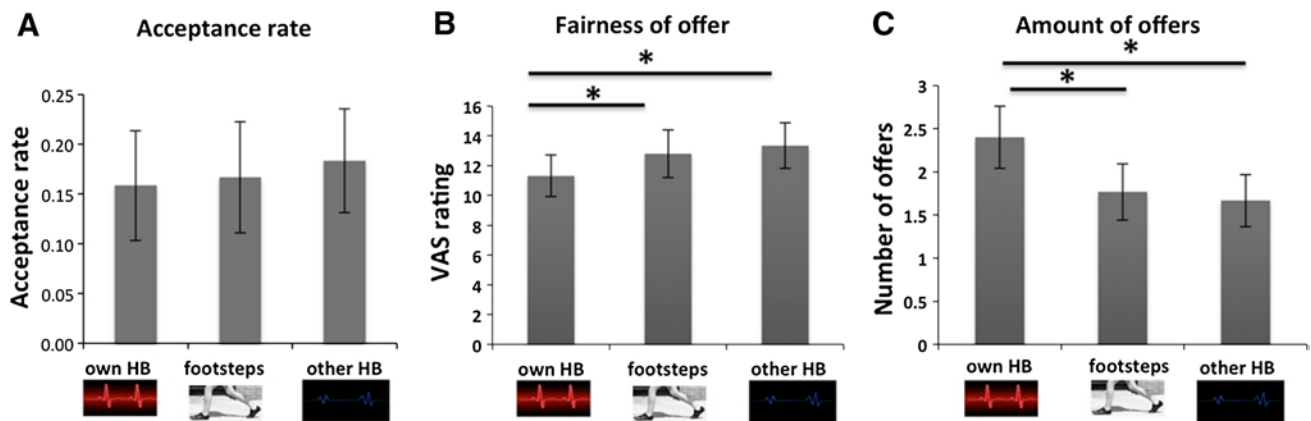 A
Acceptance rate
Acceptance rate
0.25
0.20
0.15
0.10
0.05
0.00
own HB
footsteps
other HB
B
Fairness of offer
*
*
VAS rating
16
14
12
10
8
6
4
2
0
own HB
footsteps
other HB
C
Amount of offers
*
*
Number of offers
3
2.5
2
1.5
1
0.5
0
own HB
footsteps
other HB